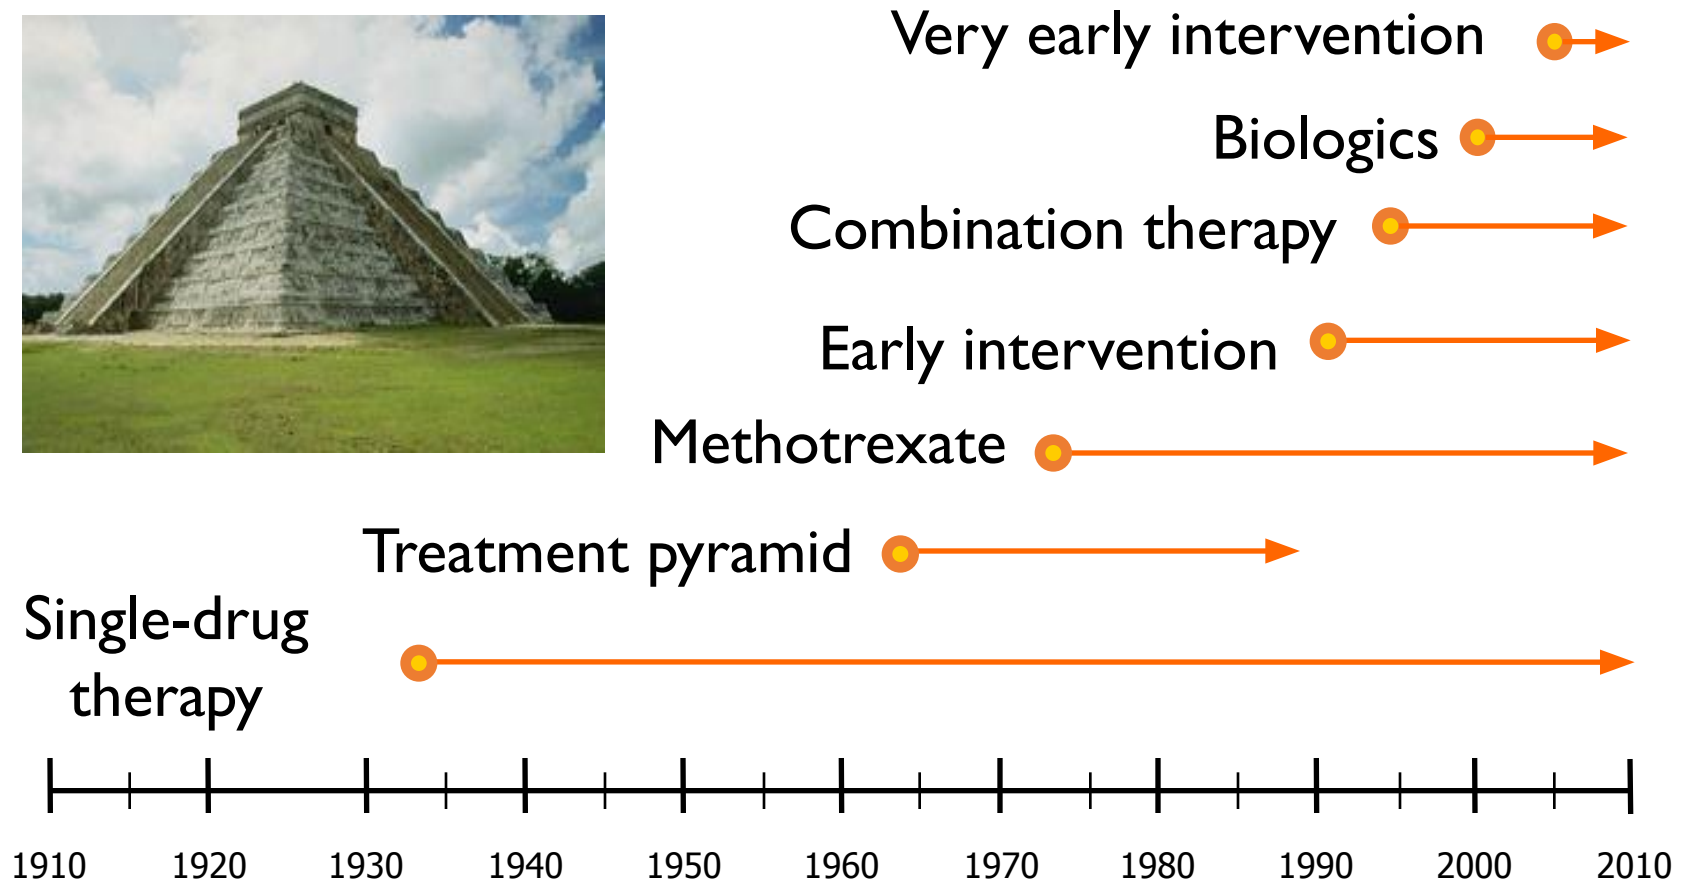 Very early intervention
Biologics
Combination therapy
Early intervention
Methotrexate
Treatment pyramid
Single-drug
therapy
1910 1920 1930 1940 1950 1960 1970 1980 1990 2000 2010